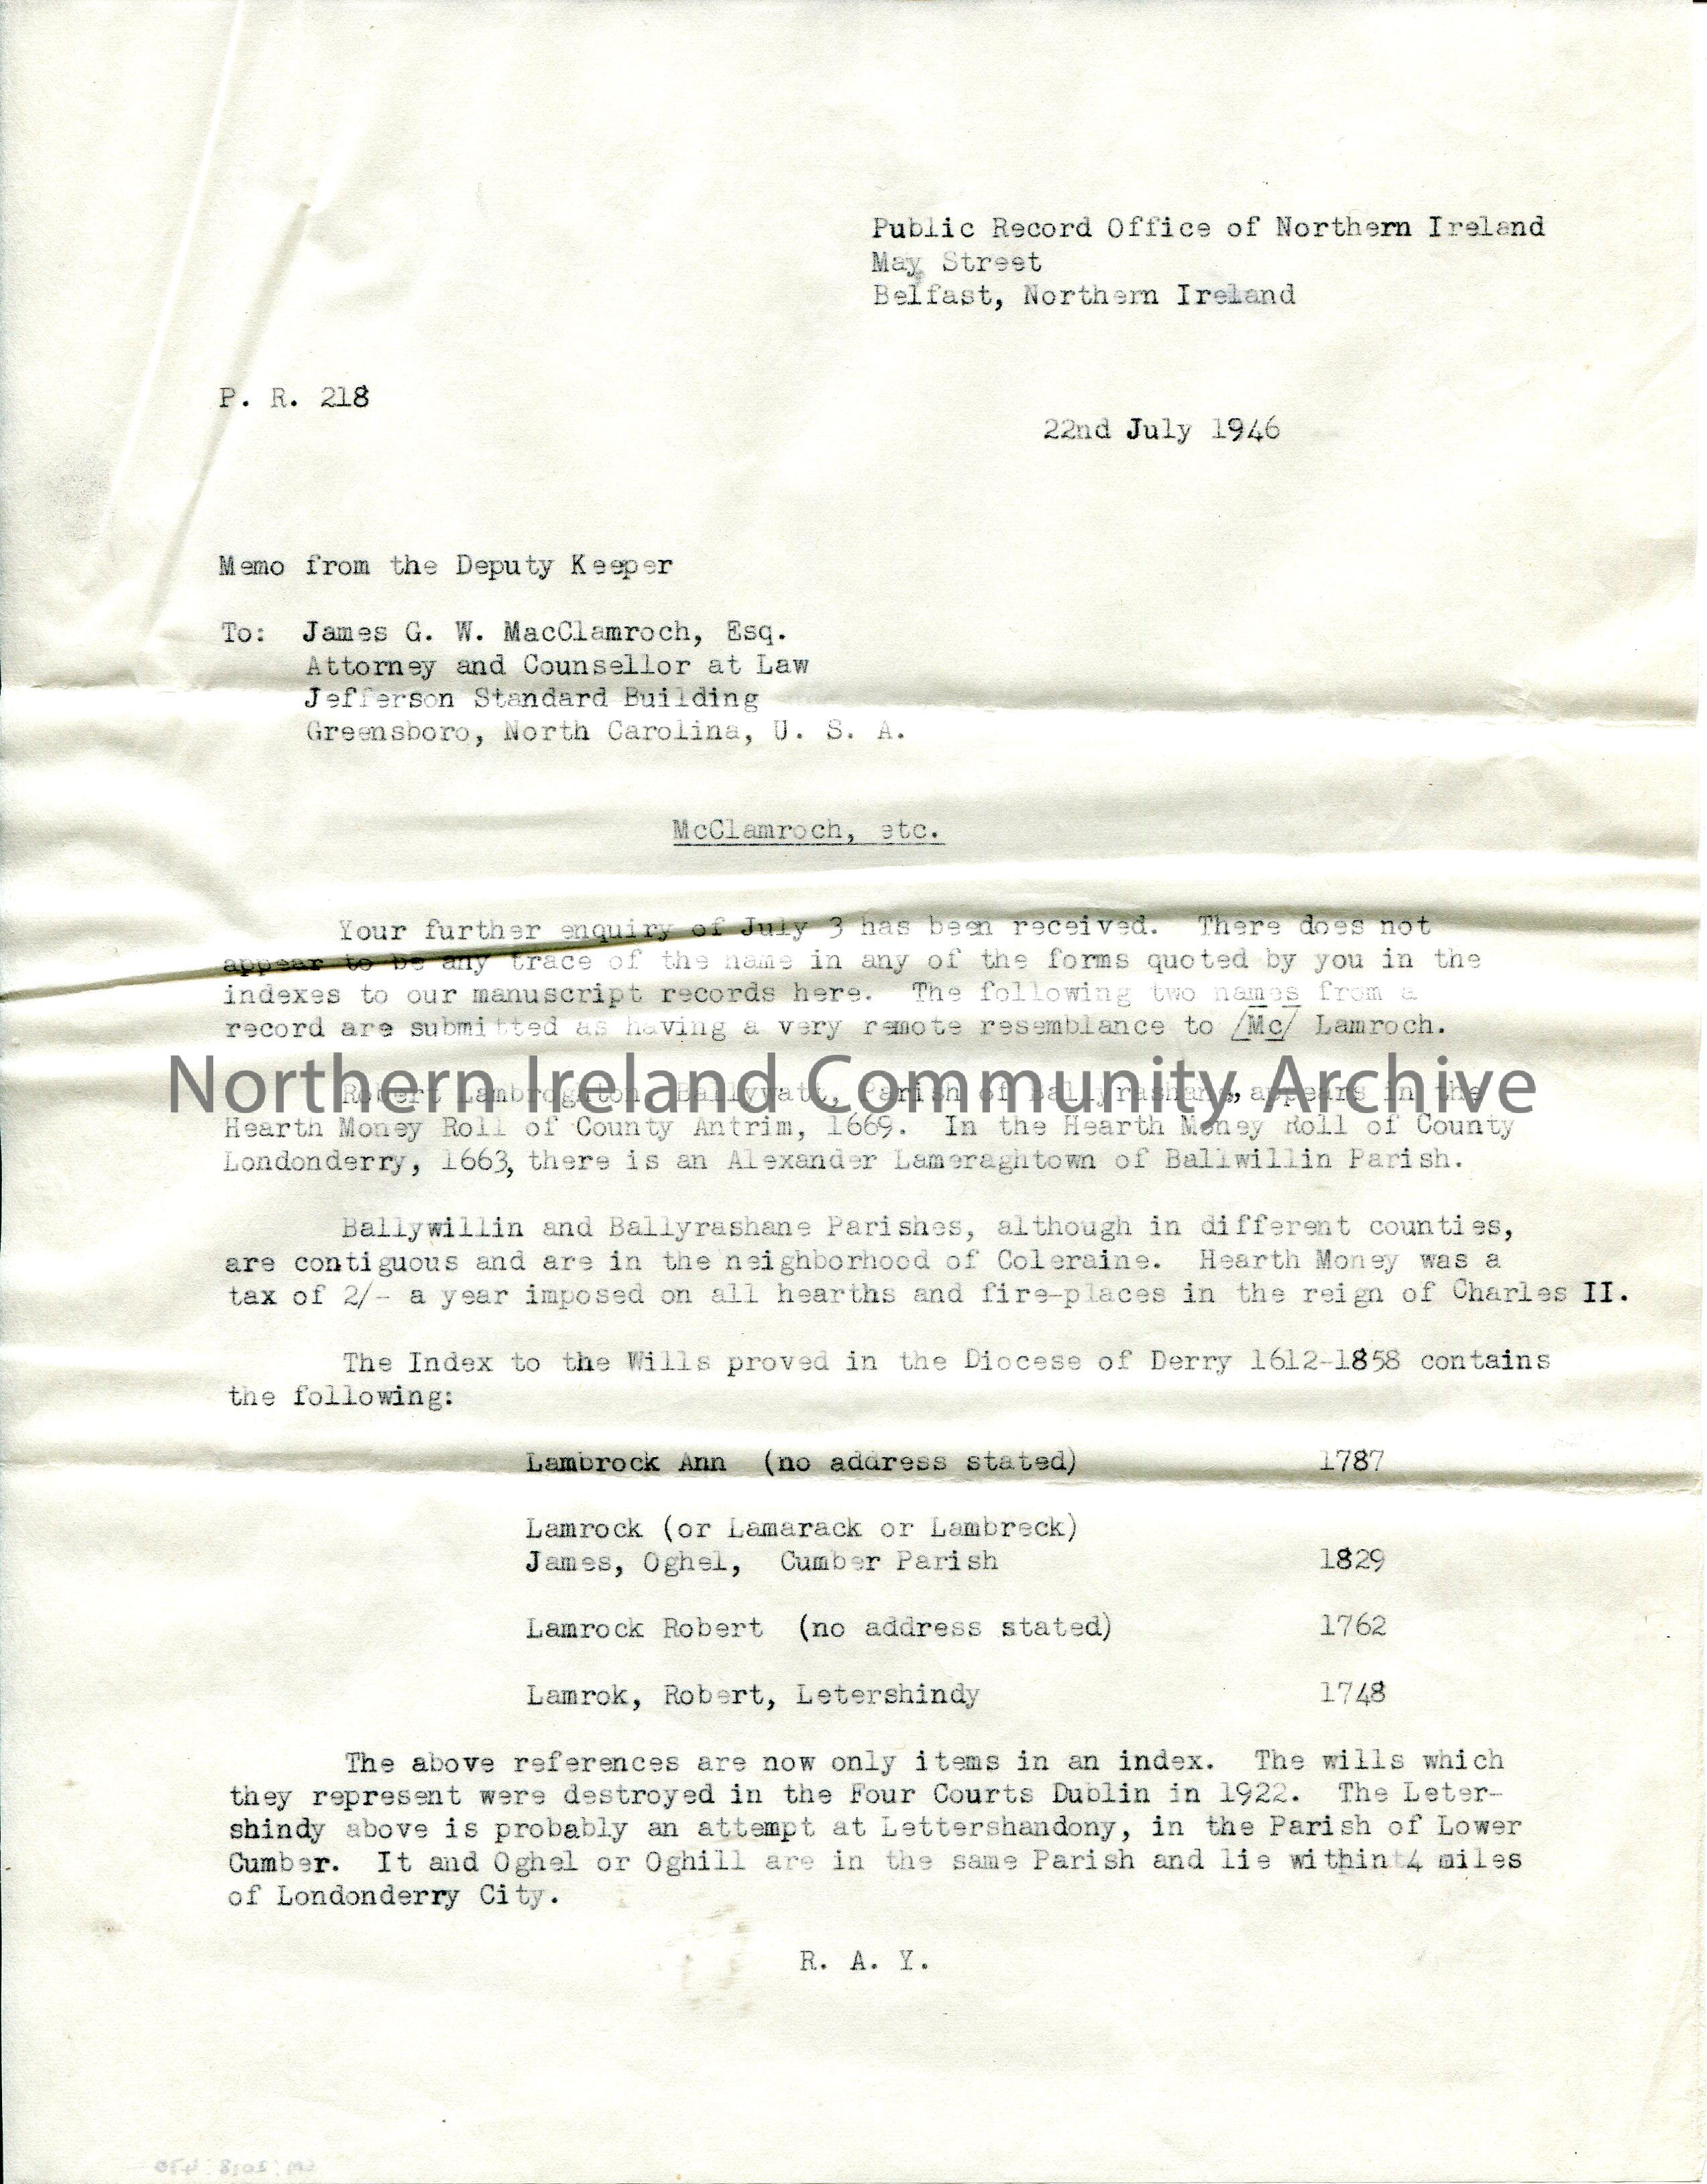 Public Record Office of Northern Ireland
May Street
Belfast, Northern Ireland
P. R. 218
22nd July 1946
Memo from the Deputy Keeper
To: James G. W. MacClamroch, Esq.
Attorney and Counsellor at Law
Jefferson Standard Building
Greensboro, North Carolina, U. S. A.
McClamroch, etc.
Your further enquiry of July 3 has been received. There does not
appear to be any trace of the name in any of the forms quoted by you in the
indexes to our manuscript records here. The following two names from a
record are submitted as having a very remote resemblance to /Mc/ Lamroch.
Northern Ireland Community Archive
Robert Lambroghton, Ballywatt, Parish of Ballyrashane, appears in the
Hearth Money Roll of County Antrim, 1669. In the Hearth Money Roll of County
Londonderry, 1663, there is an Alexander Lameraghtown of Ballwillin Parish.
Ballywillin and Ballyrashane Parishes, although in different counties,
are contiguous and are in the neighborhood of Coleraine. Hearth Money was a
tax of 2/- a year imposed on all hearths and fire-places in the reign of Charles II.
The Index to the Wills proved in the Diocese of Derry 1612-1858 contains
the following:
Lambrock Ann (no address stated) 1787
Lamrock (or Lamarack or Lambreck)
James, Oghel, Cumber Parish 1829
Lamrock Robert (no address stated) 1762
Lamrok, Robert, Letershindy 1748
The above references are now only items in an index. The wills which
they represent were destroyed in the Four Courts Dublin in 1922. The Leter-
shindy above is probably an attempt at Lettershandony, in the Parish of Lower
Cumber. It and Oghel or Oghill are in the same Parish and lie within 4 miles
of Londonderry City.
R. A. Y.